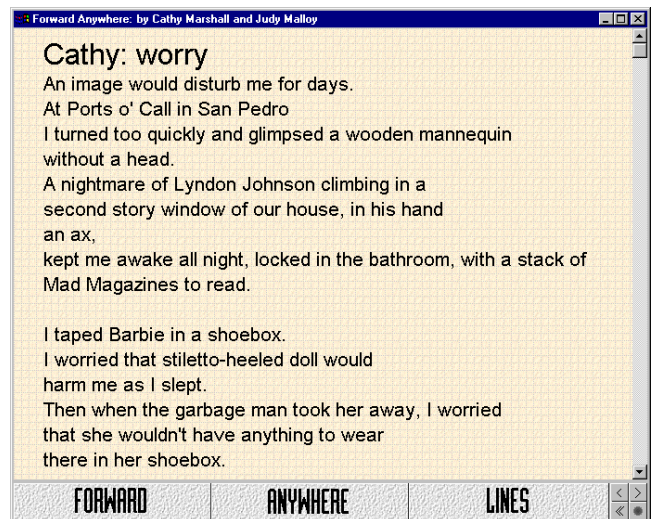 Forward Anywhere: by Cathy Marshall and Judy Malloy
Cathy: worry
An image would disturb me for days.
At Ports o' Call in San Pedro
I turned too quickly and glimpsed a wooden mannequin
without a head.
A nightmare of Lyndon Johnson climbing in a
second story window of our house, in his hand
an ax,
kept me awake all night, locked in the bathroom, with a stack of
Mad Magazines to read.

I taped Barbie in a shoebox.
I worried that stiletto-heeled doll would
harm me as I slept.
Then when the garbage man took her away, I worried
that she wouldn't have anything to wear
there in her shoebox.
FORWARD ANYWHERE LINES